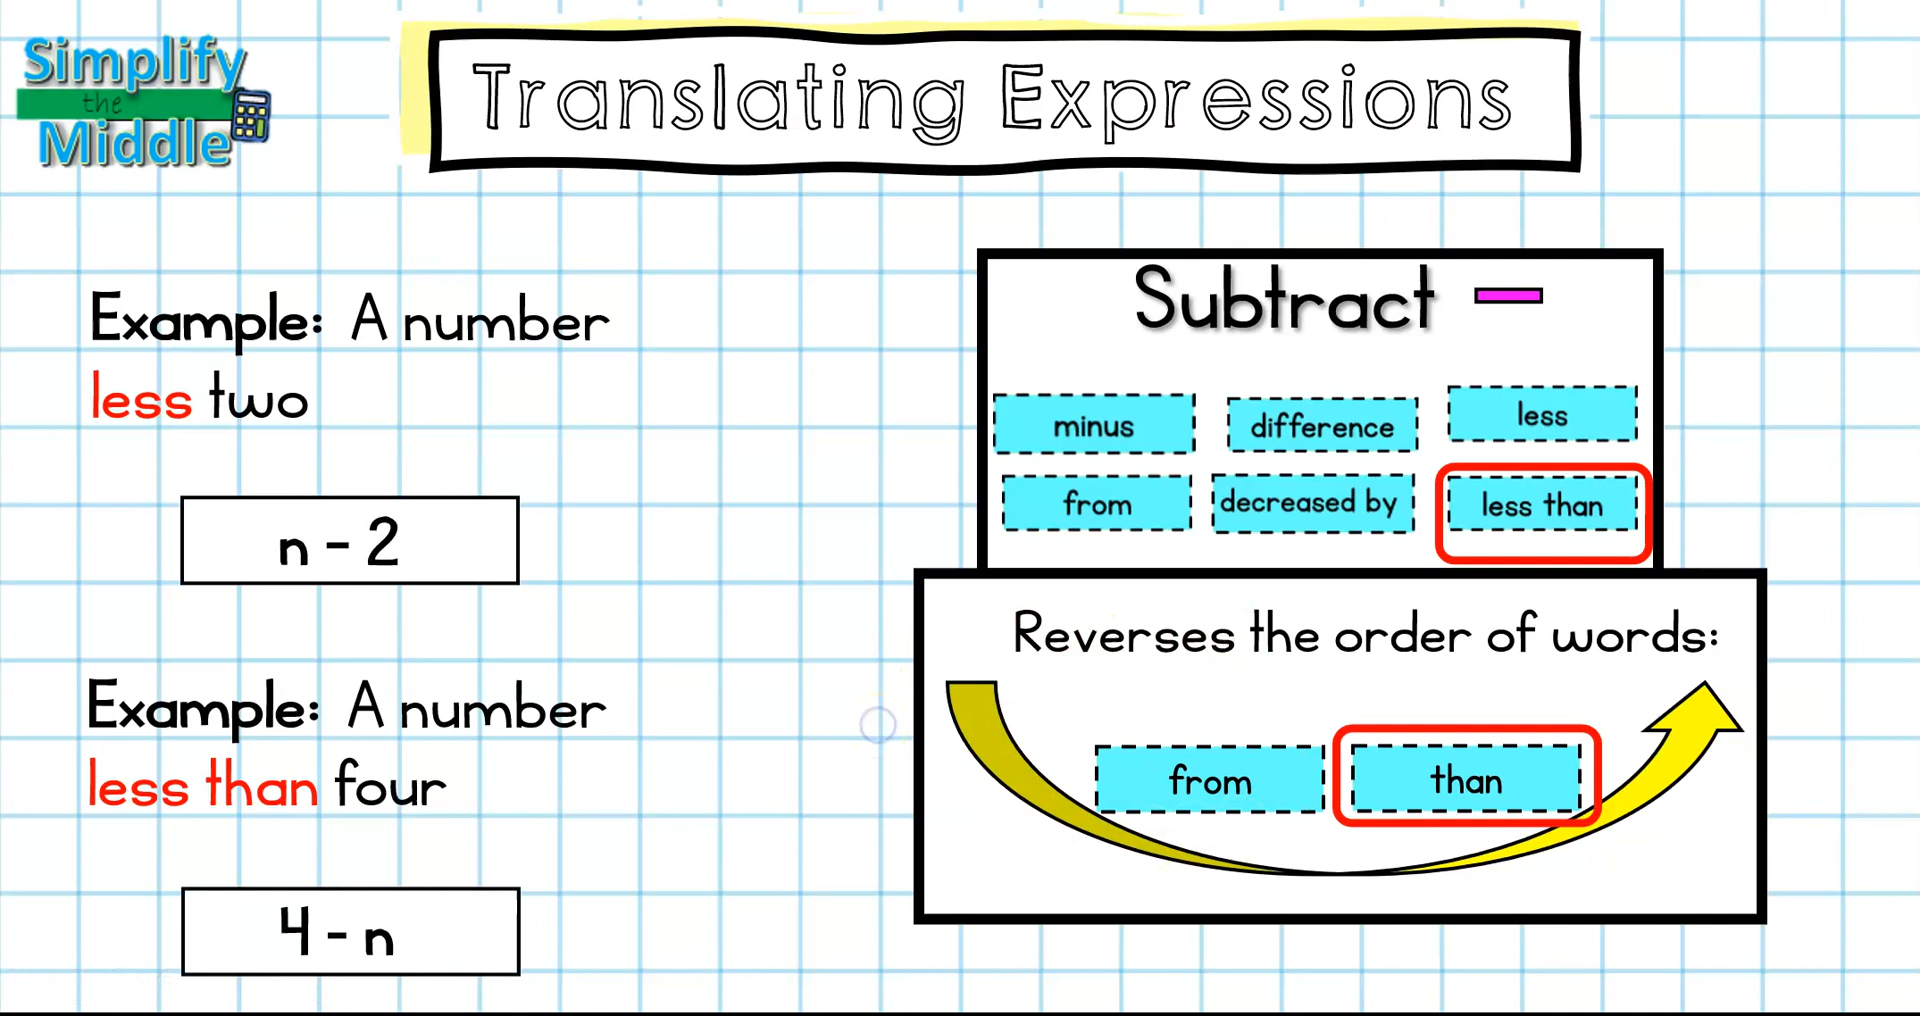 Simplify
the
Middle
Translating Expressions
Example: A number
less two
n - 2
Example: A number
less than four
4 - n
Subtract
minus difference less
from decreased by less than
Reverses the order of words:
from than